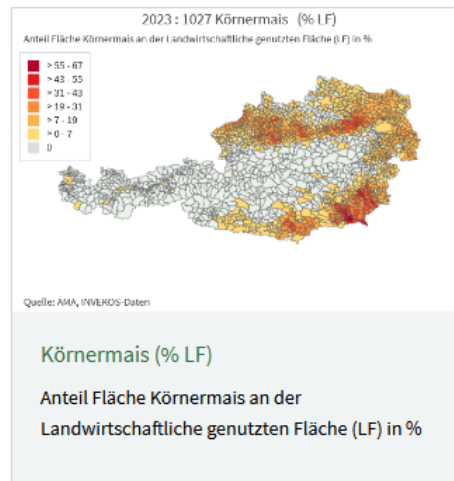 2023 : 1027 Körnermais (% LF)
Anteil Fläche Körnermais an der Landwirtschaftliche genutzten Fläche (LF) in %
> 55 - 67
> 43 - 55
> 31 - 43
> 19 - 31
> 7 - 19
> 0 - 7
0
Quelle: AMA, INVEKOS-Daten
Körnermais (% LF)
Anteil Fläche Körnermais an der
Landwirtschaftliche genutzten Fläche (LF) in %